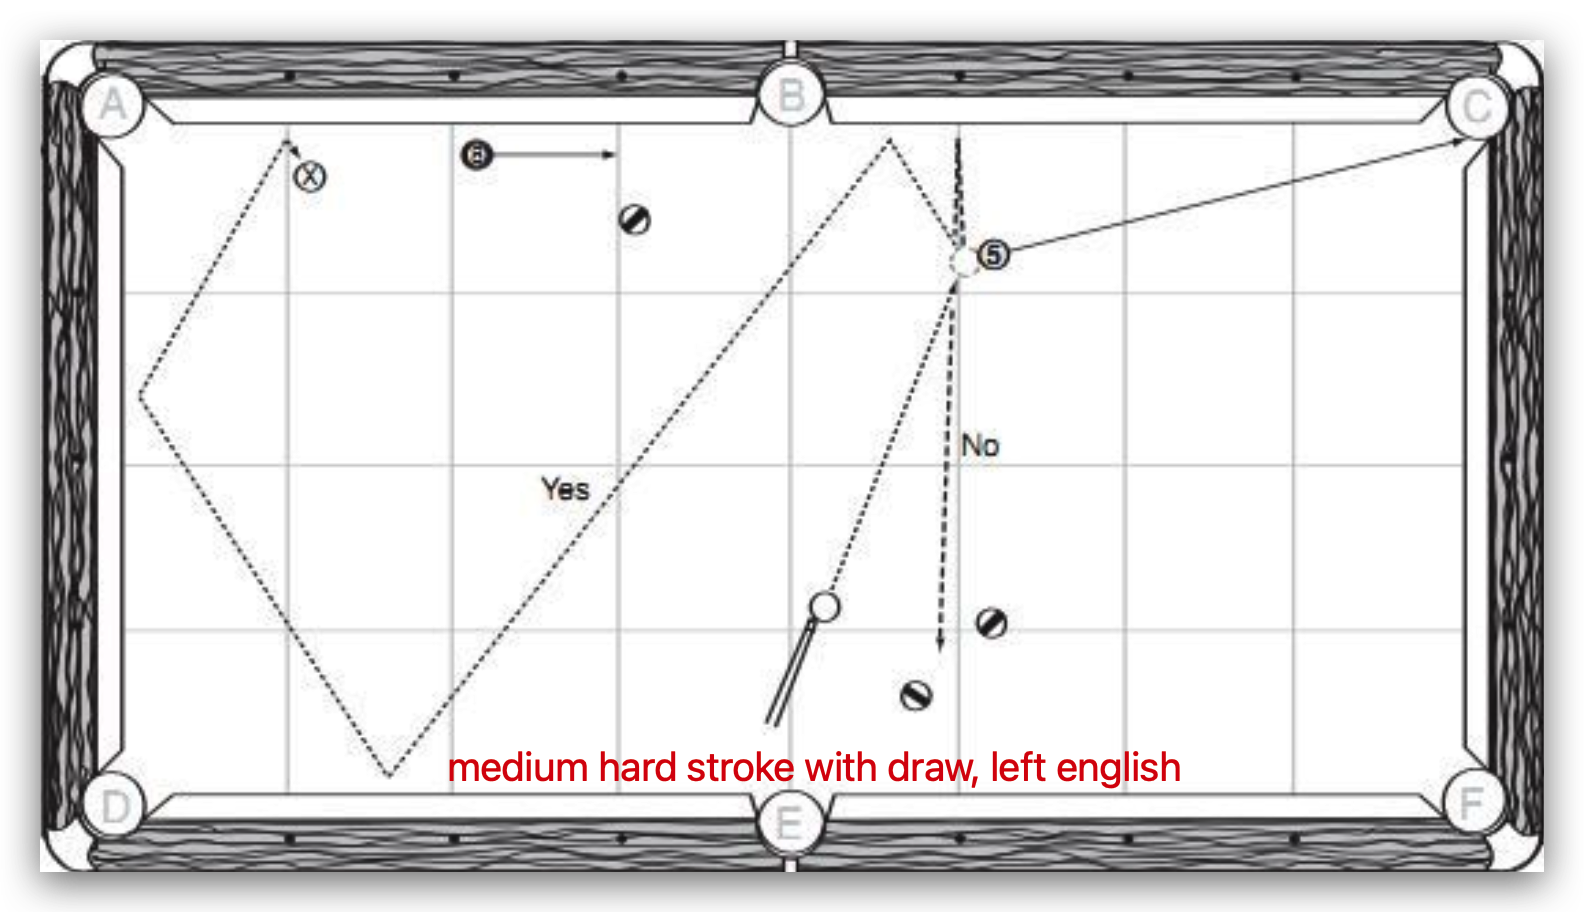 A B C
X 8
5
No
Yes
medium hard stroke with draw, left english
D E F